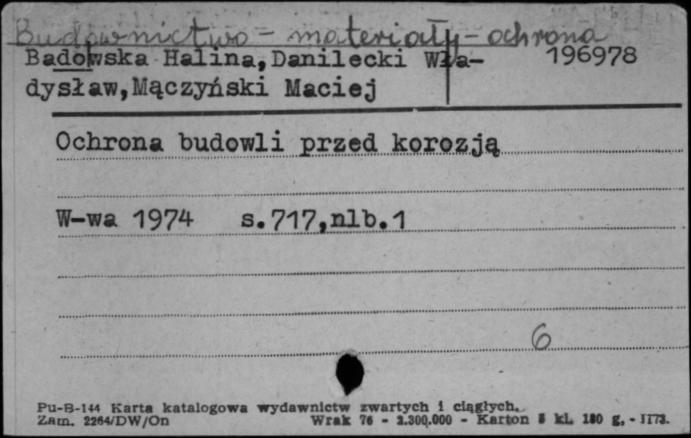 Budownictwo - materiały - ochrona
Badowska Halina,Danilecki Wła- 196978
dysław,Mączyński Maciej
Ochrona budowli przed korozją
W-wa 1974 s.717,nlb.1
6
Pu-B-144 Karta katalogowa wydawnictw zwartych i ciągłych.
Zam. 2264/DW/On Wrak 76 - 2.300.000 - Karton 5 kl. 180 g. - II73.